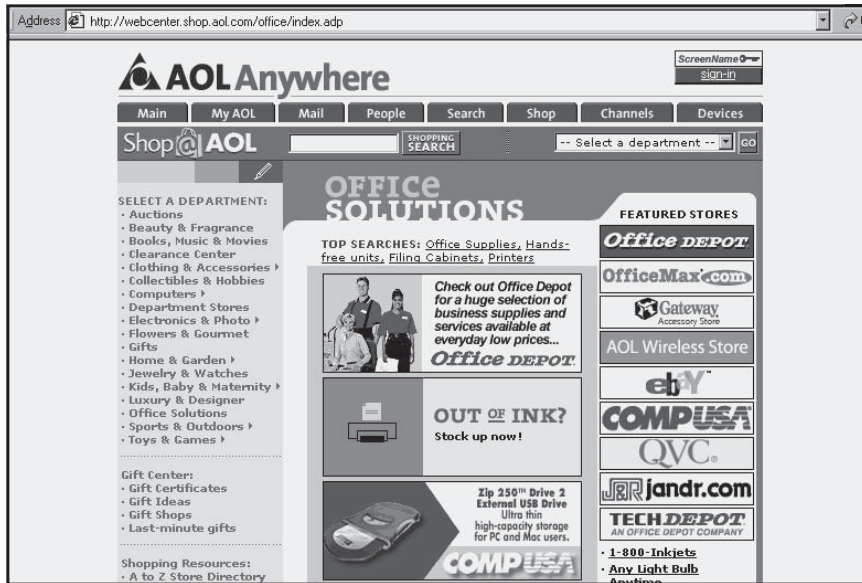 Address http://webcenter.shop.aol.com/office/index.adp
AOL Anywhere
ScreenName
sign-in
Main My AOL Mail People Search Shop Channels Devices
Shop@AOL
SHOPPING SEARCH
-- Select a department -- GO
SELECT A DEPARTMENT:
· Auctions
· Beauty & Fragrance
· Books, Music & Movies
· Clearance Center
· Clothing & Accessories
· Collectibles & Hobbies
· Computers
· Department Stores
· Electronics & Photo
· Flowers & Gourmet
· Gifts
· Home & Garden
· Jewelry & Watches
· Kids, Baby & Maternity
· Luxury & Designer
· Office Solutions
· Sports & Outdoors
· Toys & Games
Gift Center:
· Gift Certificates
· Gift Ideas
· Gift Shops
· Last-minute gifts
Shopping Resources:
· A to Z Store Directory
OFFICe
SOLUTIONS
TOP SEARCHES: Office Supplies, Hands-
free units, Filing Cabinets, Printers
Check out Office Depot
for a huge selection of
business supplies and
services available at
everyday low prices...
Office DEPOT.
OUT OF INK?
Stock up now!
Zip 250™ Drive 2
External USB Drive
Ultra thin
high-capacity storage
for PC and Mac users.
COMPUSA
FEATURED STORES
Office DEPOT.
OfficeMax.com
Gateway
Accessory Store
AOL Wireless Store
ebay
COMPUSA
QVC
J&R jandr.com
TECH DEPOT.
AN OFFICE DEPOT COMPANY
· 1-800-Inkjets
· Any Light Bulb
Anytime